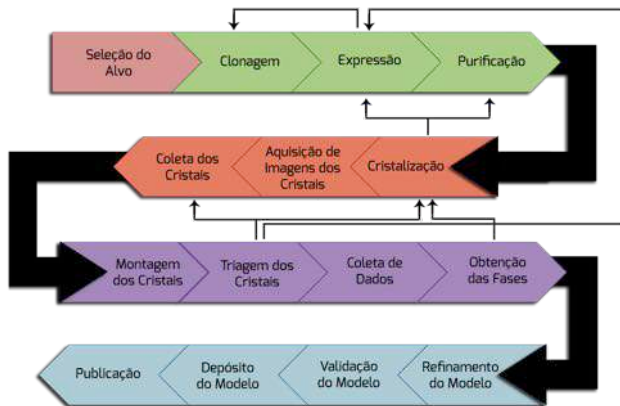 Seleção do
Alvo
Clonagem
Expressão
Purificação
Coleta dos
Cristais
Aquisição de
Imagens dos
Cristais
Cristalização
Montagem
dos Cristais
Triagem dos
Cristais
Coleta de
Dados
Obtenção
das Fases
Publicação
Depósito
do Modelo
Validação
do Modelo
Refinamento
do Modelo